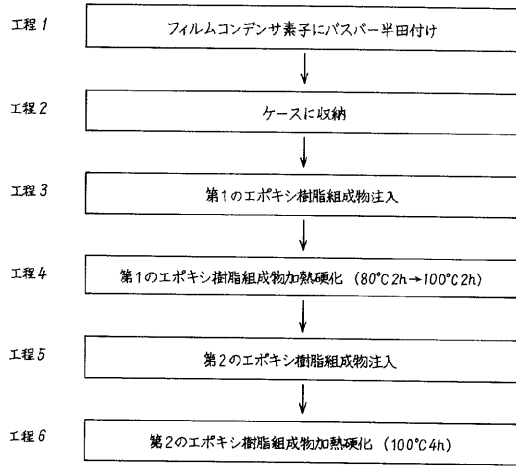 工程1 フィルムコンデンサ素子にバスバー半田付け
工程2 ケースに収納
工程3 第1のエポキシ樹脂組成物注入
工程4 第1のエポキシ樹脂組成物加熱硬化 (80°C2h→100°C2h)
工程5 第2のエポキシ樹脂組成物注入
工程6 第2のエポキシ樹脂組成物加熱硬化 (100°C4h)